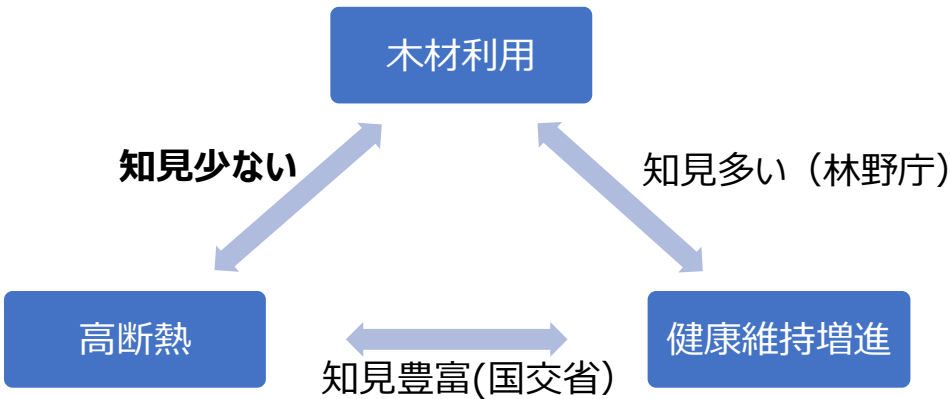 木材利用
知見少ない
知見多い（林野庁）
高断熱
健康維持増進
知見豊富(国交省）